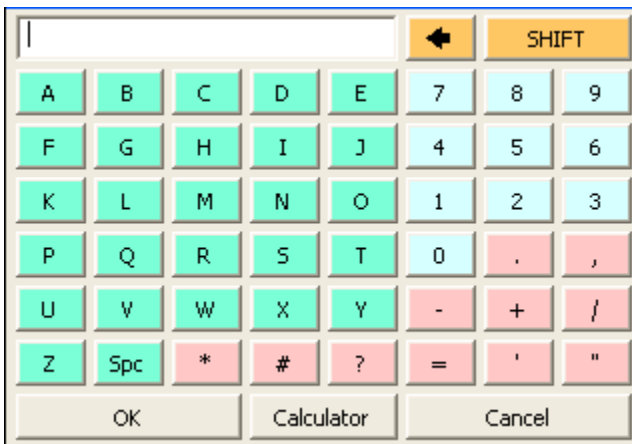 SHIFT
A B C D E 7 8 9
F G H I J 4 5 6
K L M N O 1 2 3
P Q R S T 0 . ,
U V W X Y - + /
Z Spc * # ? = ' "
OK Calculator Cancel